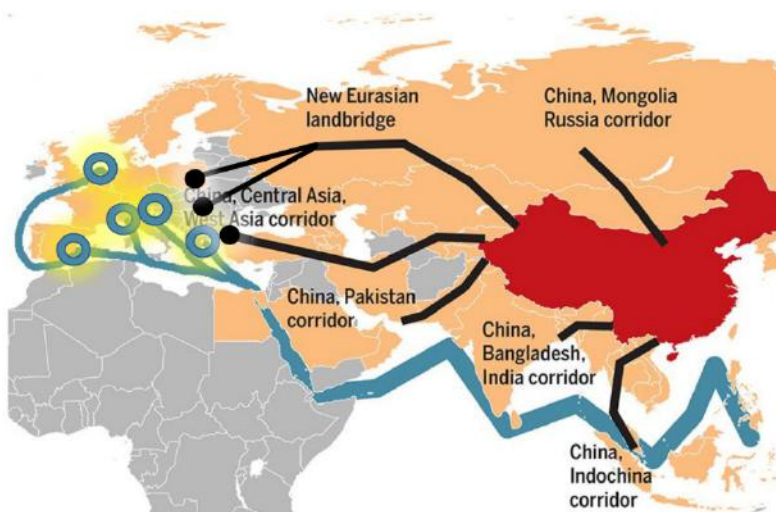 New Eurasian
landbridge
China, Mongolia
Russia corridor
China, Central Asia,
West Asia corridor
China, Pakistan
corridor
China,
Bangladesh,
India corridor
China,
Indochina
corridor